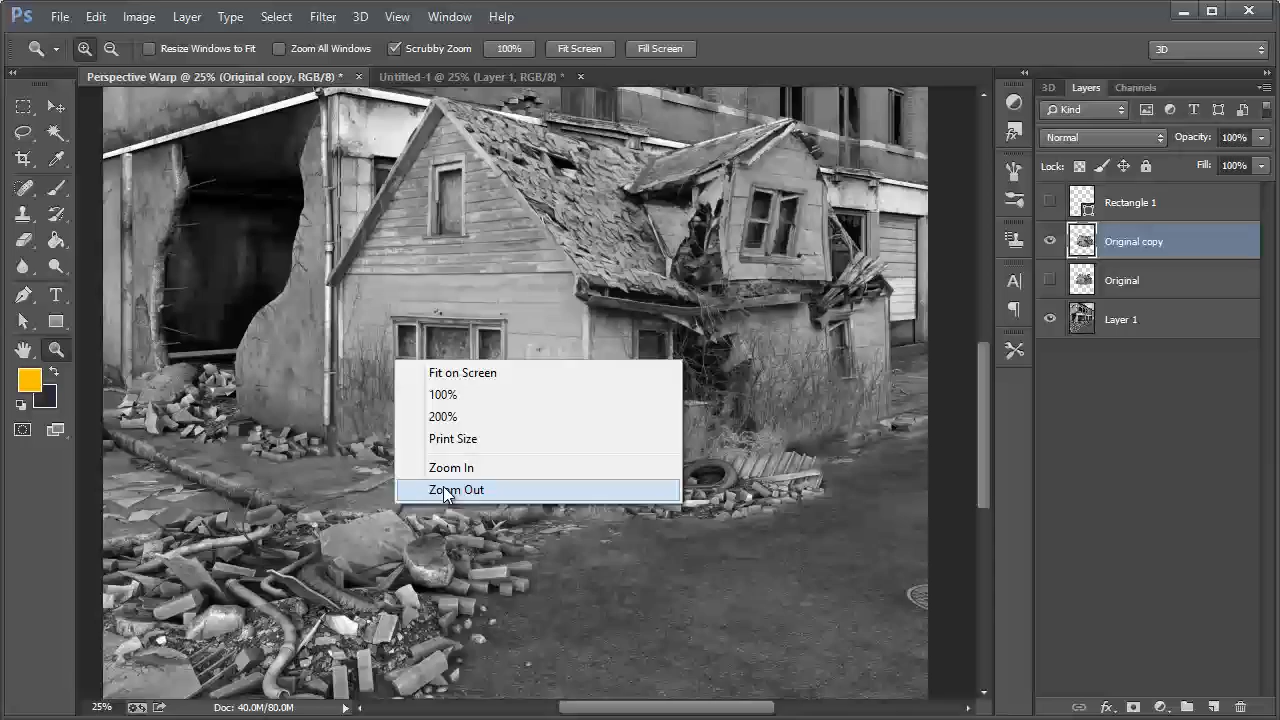 Ps File Edit Image Layer Type Select Filter 3D View Window Help
Resize Windows to Fit Zoom All Windows Scrubby Zoom 100% Fit Screen Fill Screen 3D
Perspective Warp @ 25% (Original copy, RGB/8) * Untitled-1 @ 25% (Layer 1, RGB/8) *
3D Layers Channels
Kind
Normal Opacity: 100%
Lock: Fill: 100%
Rectangle 1
Original copy
Original
Layer 1
Fit on Screen
100%
200%
Print Size
Zoom In
Zoom Out
25% Doc: 40.0M/80.0M